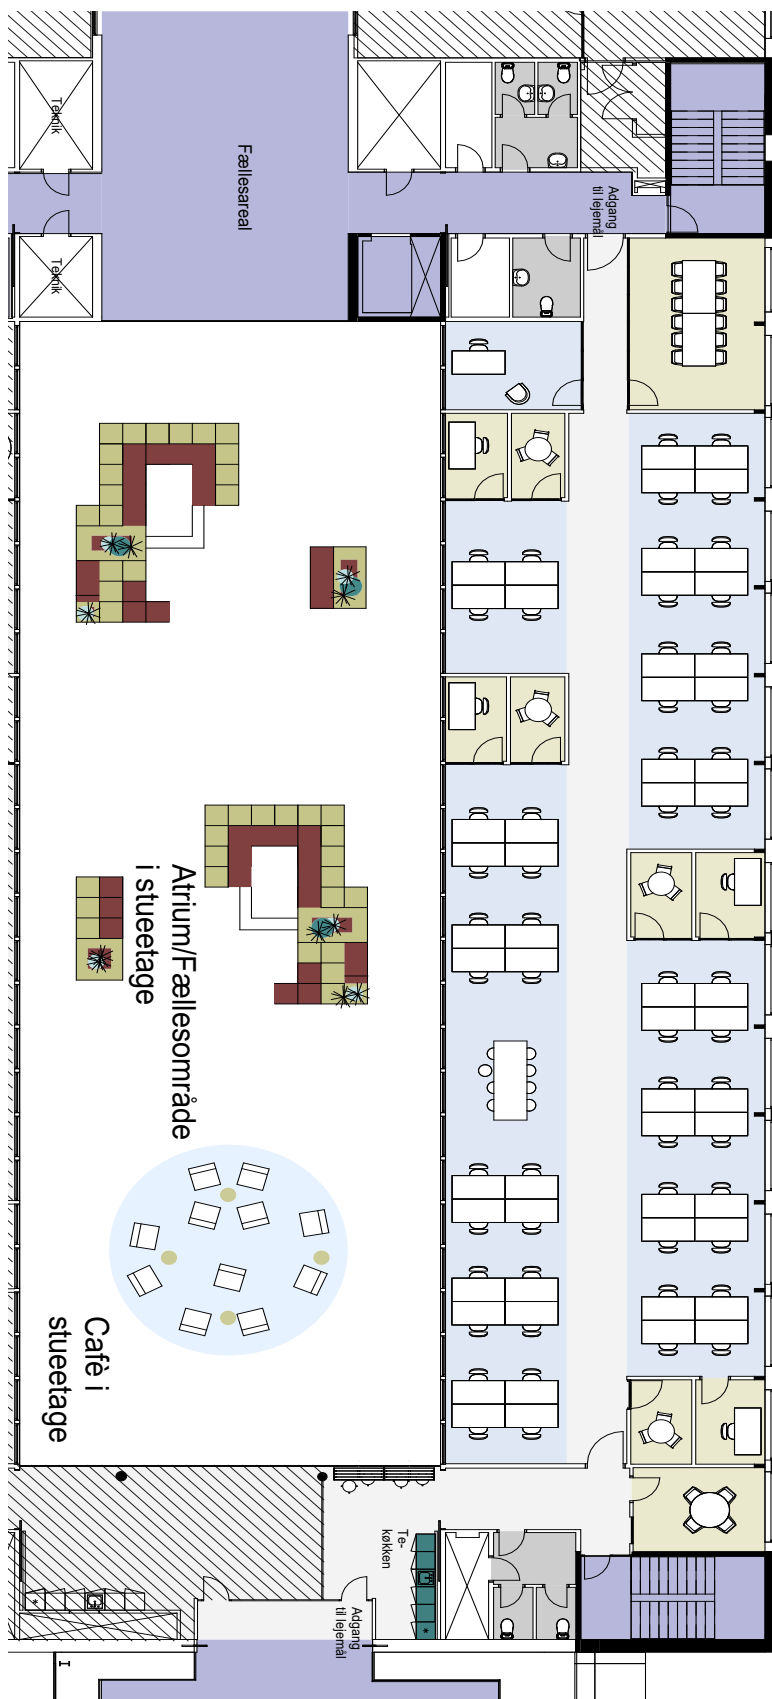 Teknik
Fællesareal
Adgang
til lejemål
Teknik
Atrium/Fællesområde
i stueetage
Cafè i
stueetage
Te-
køkken
Adgang
til lejemål
*
*
I